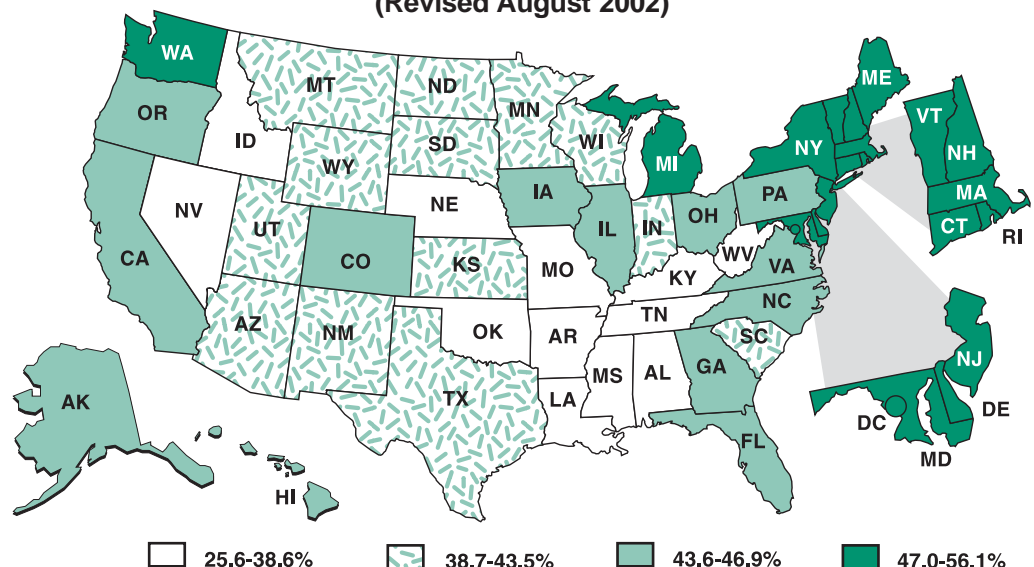 (Revised August 2002)
WA
MT
ND
MN
ME
OR
ID
WY
SD
WI
MI
NY
VT
NH
NV
UT
NE
IA
PA
MA
CA
CO
KS
MO
IL
IN
OH
WV
VA
CT
RI
KY
AZ
NM
OK
AR
TN
NC
SC
TX
LA
MS
AL
GA
NJ
AK
FL
DC
DE
MD
HI
25.6-38.6%
38.7-43.5%
43.6-46.9%
47.0-56.1%